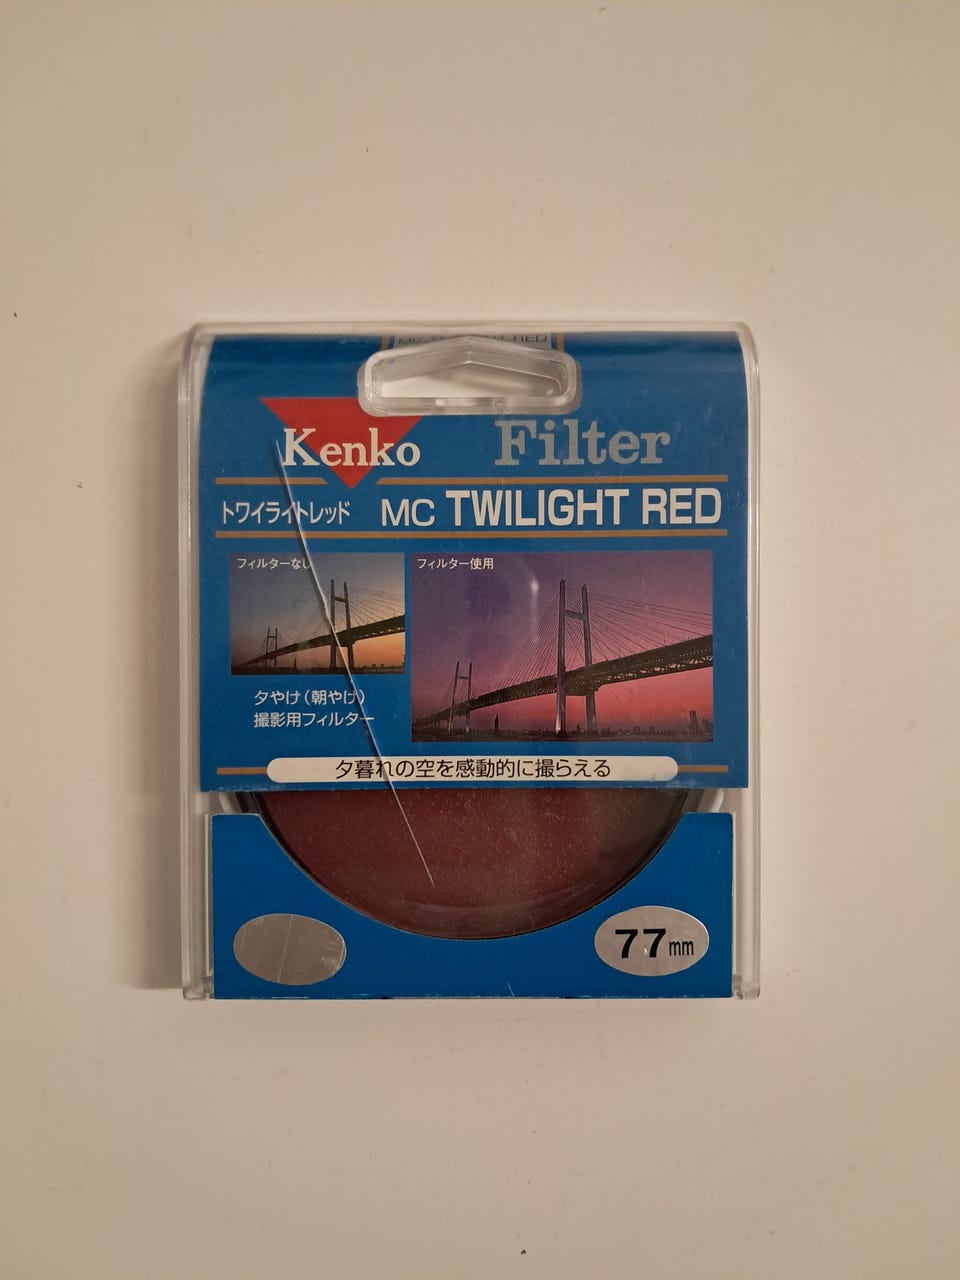 MC TWILIGHT RED
Kenko Filter
トワイライトレッド MC TWILIGHT RED
フィルターなし フィルター使用
夕やけ(朝やけ)
撮影用フィルター
夕暮れの空を感動的に撮らえる
77mm